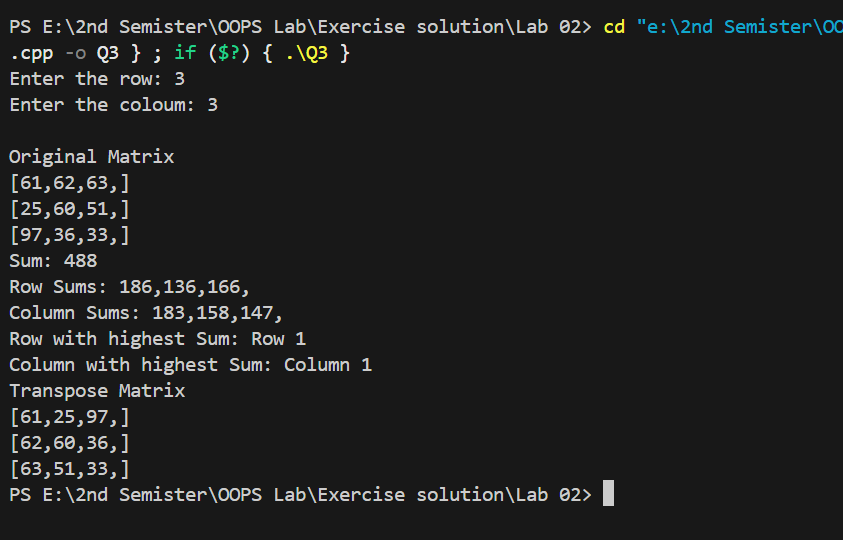 PS E:\2nd Semister\OOPS Lab\Exercise solution\Lab 02> cd "e:\2nd Semister\OO
.cpp -o Q3 } ; if ($?) { .\Q3 }
Enter the row: 3
Enter the coloum: 3
Original Matrix
[61,62,63,]
[25,60,51,]
[97,36,33,]
Sum: 488
Row Sums: 186,136,166,
Column Sums: 183,158,147,
Row with highest Sum: Row 1
Column with highest Sum: Column 1
Transpose Matrix
[61,25,97,]
[62,60,36,]
[63,51,33,]
PS E:\2nd Semister\OOPS Lab\Exercise solution\Lab 02>